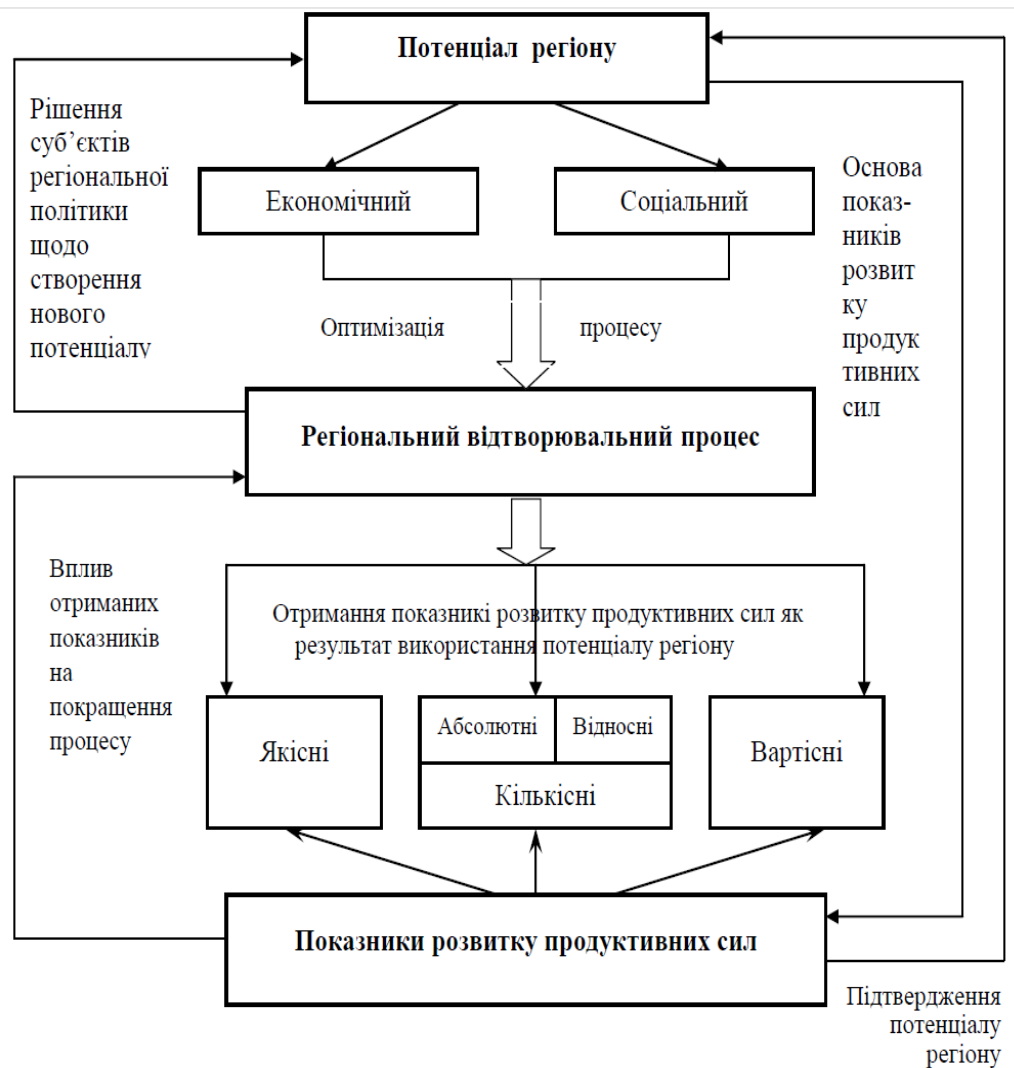 Потенціал регіону
Рішення
суб’єктів
регіональної
політики
щодо
створення
нового
потенціалу
Економічний
Соціальний
Основа
показ-
ників
розвит
ку
продук
тивних
сил
Оптимізація процесу
Регіональний відтворювальний процес
Вплив
отриманих
показників
на
покращення
процесу
Отримання показникі розвитку продуктивних сил як
результат використання потенціалу регіону
Якісні
Абсолютні
Відносні
Кількісні
Вартісні
Показники розвитку продуктивних сил
Підтвердження
потенціалу
регіону